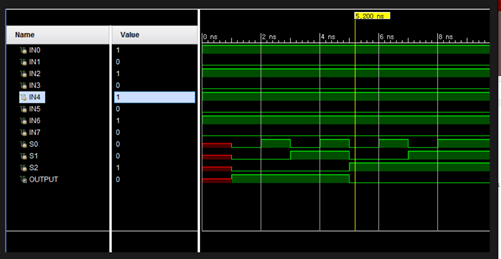 5.200 ns
Name Value
0 ns 2 ns 4 ns 6 ns 8 ns
IN0 1
IN1 0
IN2 1
IN3 0
IN4 1
IN5 0
IN6 1
IN7 0
S0 0
S1 0
S2 1
OUTPUT 0